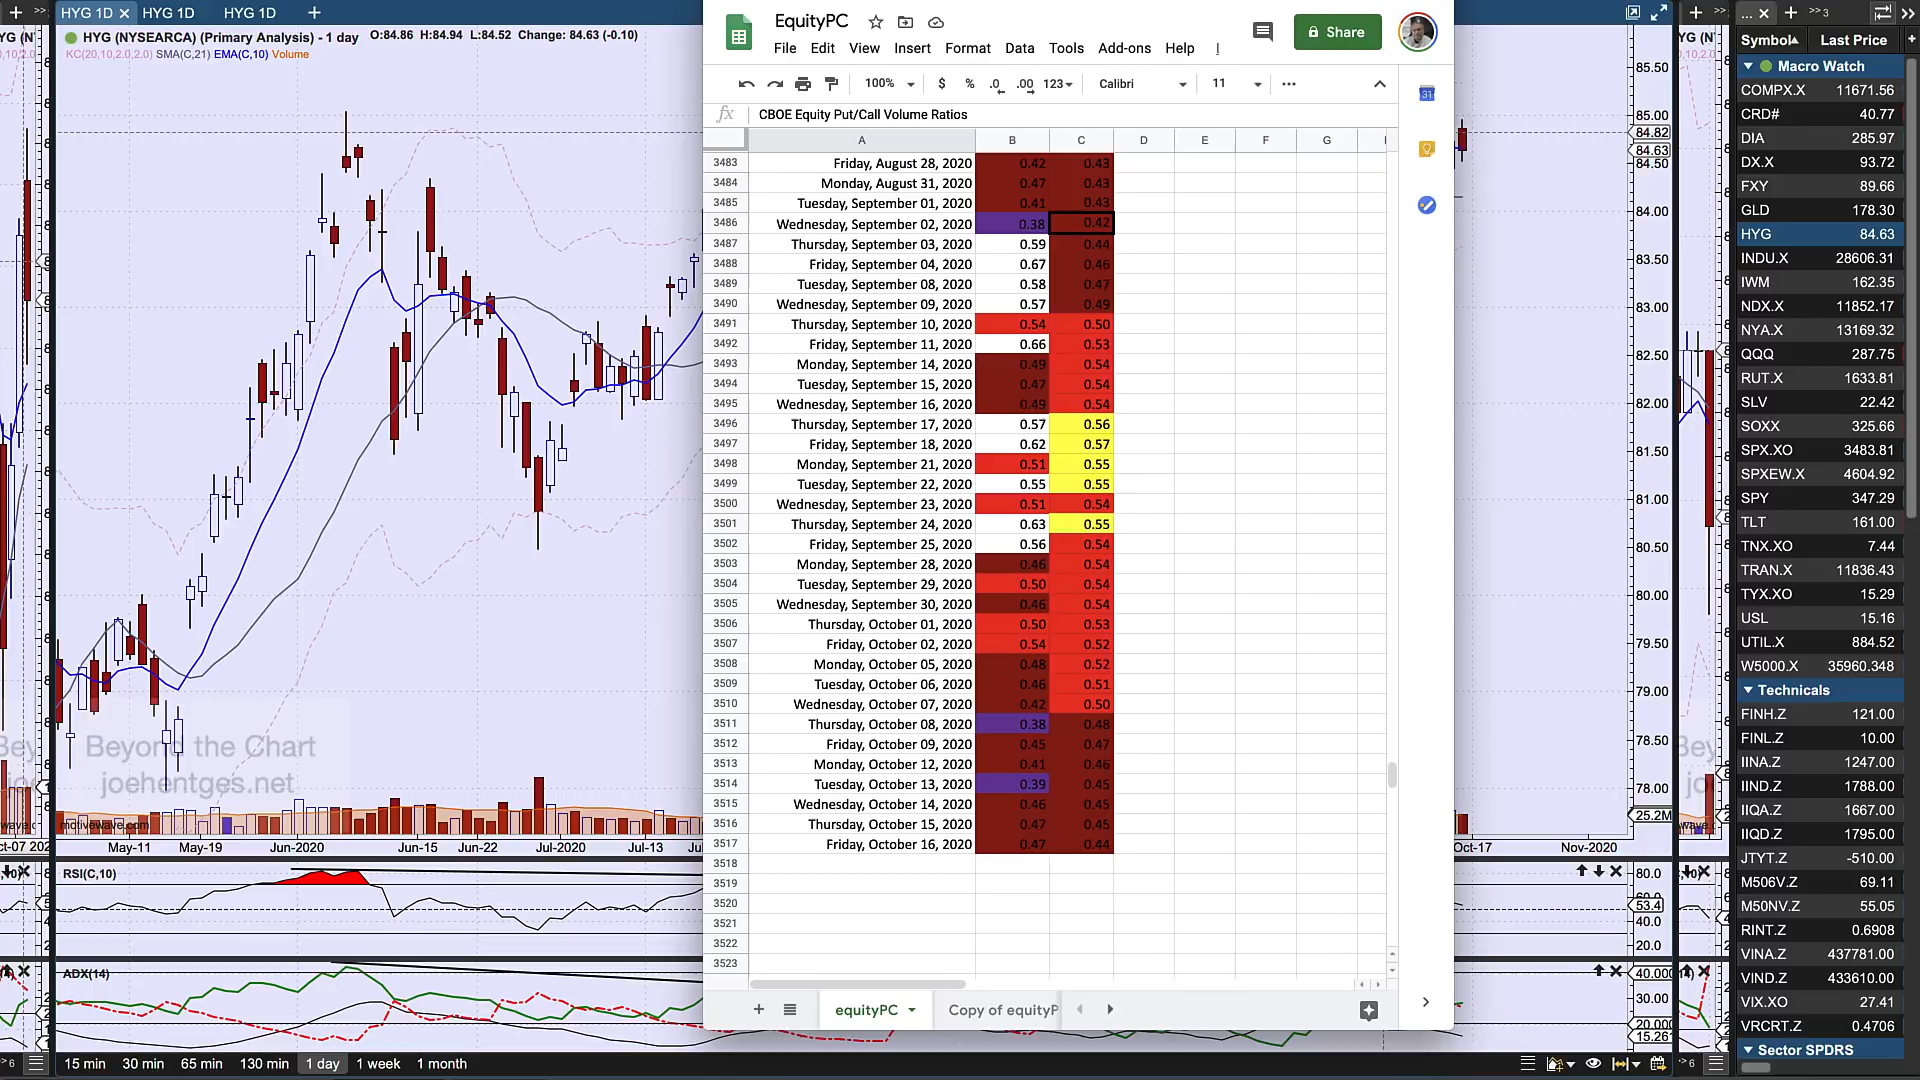 HYG 1D
HYG 1D
HYG 1D
HYG (NYSEARCA) (Primary Analysis) - 1 day O:84.86 H:84.94 L:84.52 Change: 84.63 (-0.10)
KC(20,10,2.0,2.0) SMA(C,21) EMA(C,10) Volume
Beyond the Chart
joehentges.net
motivewave.com
May-11 May-19 Jun-2020 Jun-15 Jun-22 Jul-2020 Jul-13
RSI(C,10)
ADX(14)
15 min 30 min 65 min 130 min 1 day 1 week 1 month
EquityPC
File Edit View Insert Format Data Tools Add-ons Help
Share
100% $ % .0 .00 123 Calibri 11
fx CBOE Equity Put/Call Volume Ratios
A B C D E F G
3483 Friday, August 28, 2020 0.42 0.43
3484 Monday, August 31, 2020 0.47 0.43
3485 Tuesday, September 01, 2020 0.41 0.43
3486 Wednesday, September 02, 2020 0.38 0.42
3487 Thursday, September 03, 2020 0.59 0.44
3488 Friday, September 04, 2020 0.67 0.46
3489 Tuesday, September 08, 2020 0.58 0.47
3490 Wednesday, September 09, 2020 0.57 0.49
3491 Thursday, September 10, 2020 0.54 0.50
3492 Friday, September 11, 2020 0.66 0.53
3493 Monday, September 14, 2020 0.49 0.54
3494 Tuesday, September 15, 2020 0.47 0.54
3495 Wednesday, September 16, 2020 0.49 0.54
3496 Thursday, September 17, 2020 0.57 0.56
3497 Friday, September 18, 2020 0.62 0.57
3498 Monday, September 21, 2020 0.51 0.55
3499 Tuesday, September 22, 2020 0.55 0.55
3500 Wednesday, September 23, 2020 0.51 0.54
3501 Thursday, September 24, 2020 0.63 0.55
3502 Friday, September 25, 2020 0.56 0.54
3503 Monday, September 28, 2020 0.46 0.54
3504 Tuesday, September 29, 2020 0.50 0.54
3505 Wednesday, September 30, 2020 0.46 0.54
3506 Thursday, October 01, 2020 0.50 0.53
3507 Friday, October 02, 2020 0.54 0.52
3508 Monday, October 05, 2020 0.48 0.52
3509 Tuesday, October 06, 2020 0.46 0.51
3510 Wednesday, October 07, 2020 0.42 0.50
3511 Thursday, October 08, 2020 0.38 0.48
3512 Friday, October 09, 2020 0.45 0.47
3513 Monday, October 12, 2020 0.41 0.46
3514 Tuesday, October 13, 2020 0.39 0.45
3515 Wednesday, October 14, 2020 0.46 0.45
3516 Thursday, October 15, 2020 0.47 0.45
3517 Friday, October 16, 2020 0.47 0.44
3518
3519
3520
3521
3522
3523
equityPC Copy of equityP
31
85.50
85.00
84.82
84.63
84.50
84.00
83.50
83.00
82.50
82.00
81.50
81.00
80.50
80.00
79.50
79.00
78.50
78.00
25.2M
Oct-17 Nov-2020
80.0
53.4
40.0
20.0
40.000
30.00
20.000
15.26
Symbol Last Price
Macro Watch
COMPX.X 11671.56
CRD# 40.77
DIA 285.97
DX.X 93.72
FXY 89.66
GLD 178.30
HYG 84.63
INDU.X 28606.31
IWM 162.35
NDX.X 11852.17
NYA.X 13169.32
QQQ 287.75
RUT.X 1633.81
SLV 22.42
SOXX 325.66
SPX.XO 3483.81
SPXEW.X 4604.92
SPY 347.29
TLT 161.00
TNX.XO 7.44
TRAN.X 11836.43
TYX.XO 15.29
USL 15.16
UTIL.X 884.52
W5000.X 35960.348
Technicals
FINH.Z 121.00
FINL.Z 10.00
IINA.Z 1247.00
IIND.Z 1788.00
IIQA.Z 1667.00
IIQD.Z 1795.00
JTYT.Z -510.00
M506V.Z 69.11
M50NV.Z 55.05
RINT.Z 0.6908
VINA.Z 437781.00
VIND.Z 433610.00
VIX.XO 27.41
VRCRT.Z 0.4706
Sector SPDRS